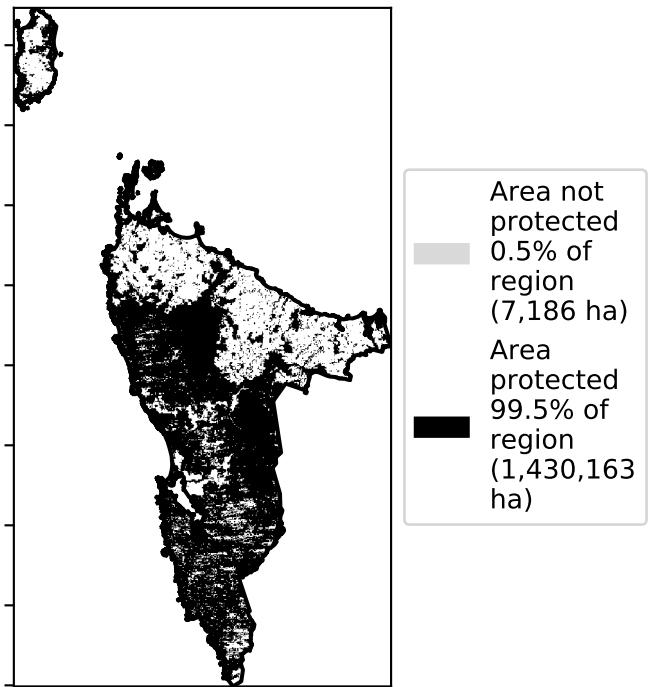 Area not
protected
0.5% of
region
(7,186 ha)
Area
protected
99.5% of
region
(1,430,163
ha)